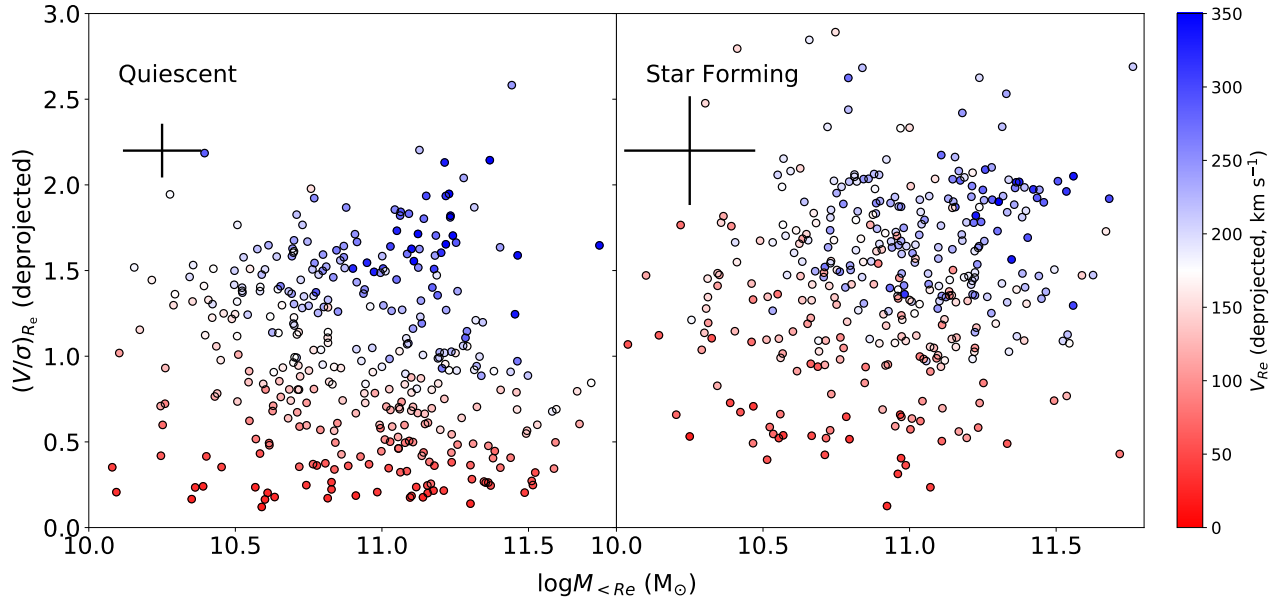 3.0
2.5
2.0
1.5
1.0
0.5
0.0
(V/σ)Re (deprojected)
Quiescent
Star Forming
10.0 10.5 11.0 11.5 10.0 10.5 11.0 11.5
logM<Re (M⊙)
350
300
250
200
150
100
50
0
VRe (deprojected, km s−1)